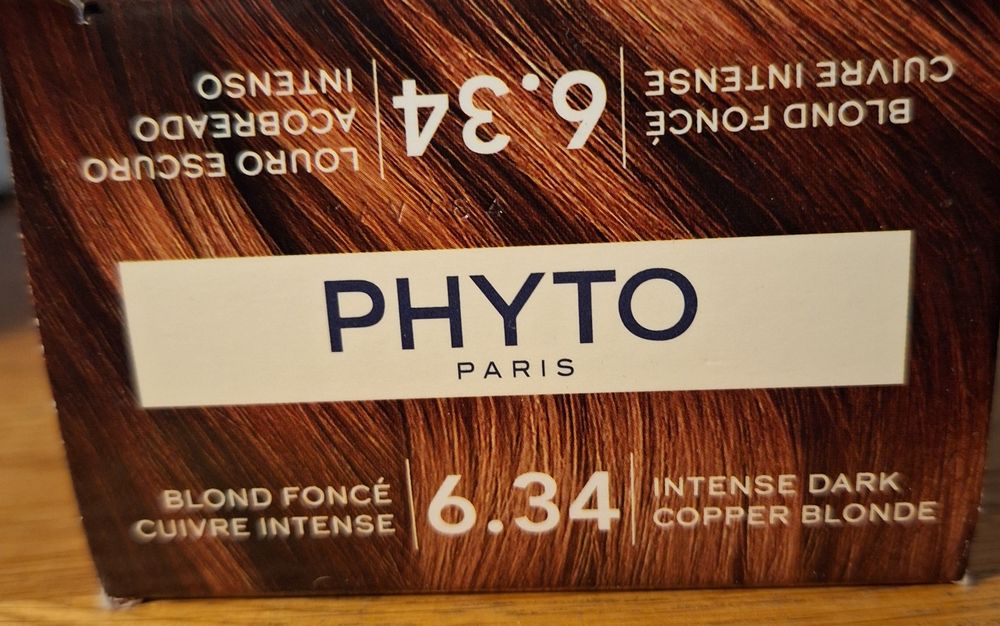 BLOND FONCÉ
CUIVRE INTENSE
6.34
LOURO ESCURO
ACOBREADO
INTENSO
PHYTO
PARIS
BLOND FONCÉ
CUIVRE INTENSE
6.34
INTENSE DARK
COPPER BLONDE